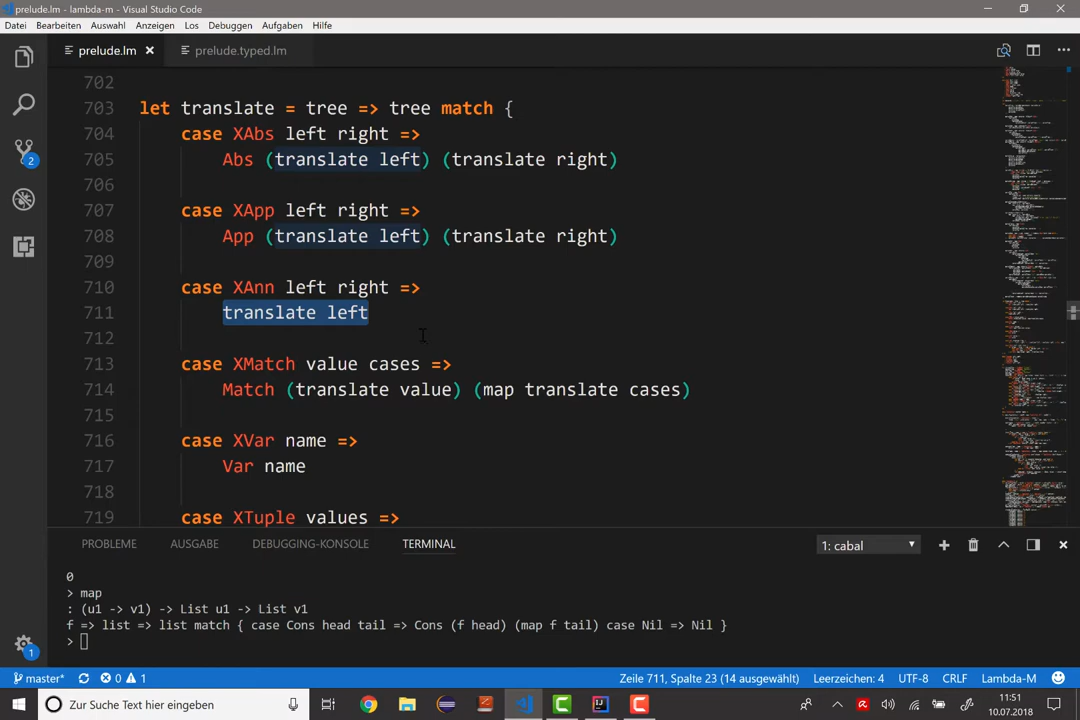 prelude.lm - lambda-m - Visual Studio Code
Datei Bearbeiten Auswahl Anzeigen Los Debuggen Aufgaben Hilfe
prelude.lm prelude.typed.lm
702
703 let translate = tree => tree match {
704 case XAbs left right =>
705 Abs (translate left) (translate right)
706
707 case XApp left right =>
708 App (translate left) (translate right)
709
710 case XAnn left right =>
711 translate left
712
713 case XMatch value cases =>
714 Match (translate value) (map translate cases)
715
716 case XVar name =>
717 Var name
718
719 case XTuple values =>
PROBLEME AUSGABE DEBUGGING-KONSOLE TERMINAL 1: cabal
0
> map
: (u1 -> v1) -> List u1 -> List v1
f => list => list match { case Cons head tail => Cons (f head) (map f tail) case Nil => Nil }
>
2
1
master* 0 1 Zeile 711, Spalte 23 (14 ausgewählt) Leerzeichen: 4 UTF-8 CRLF Lambda-M
Zur Suche Text hier eingeben
11:51
10.07.2018